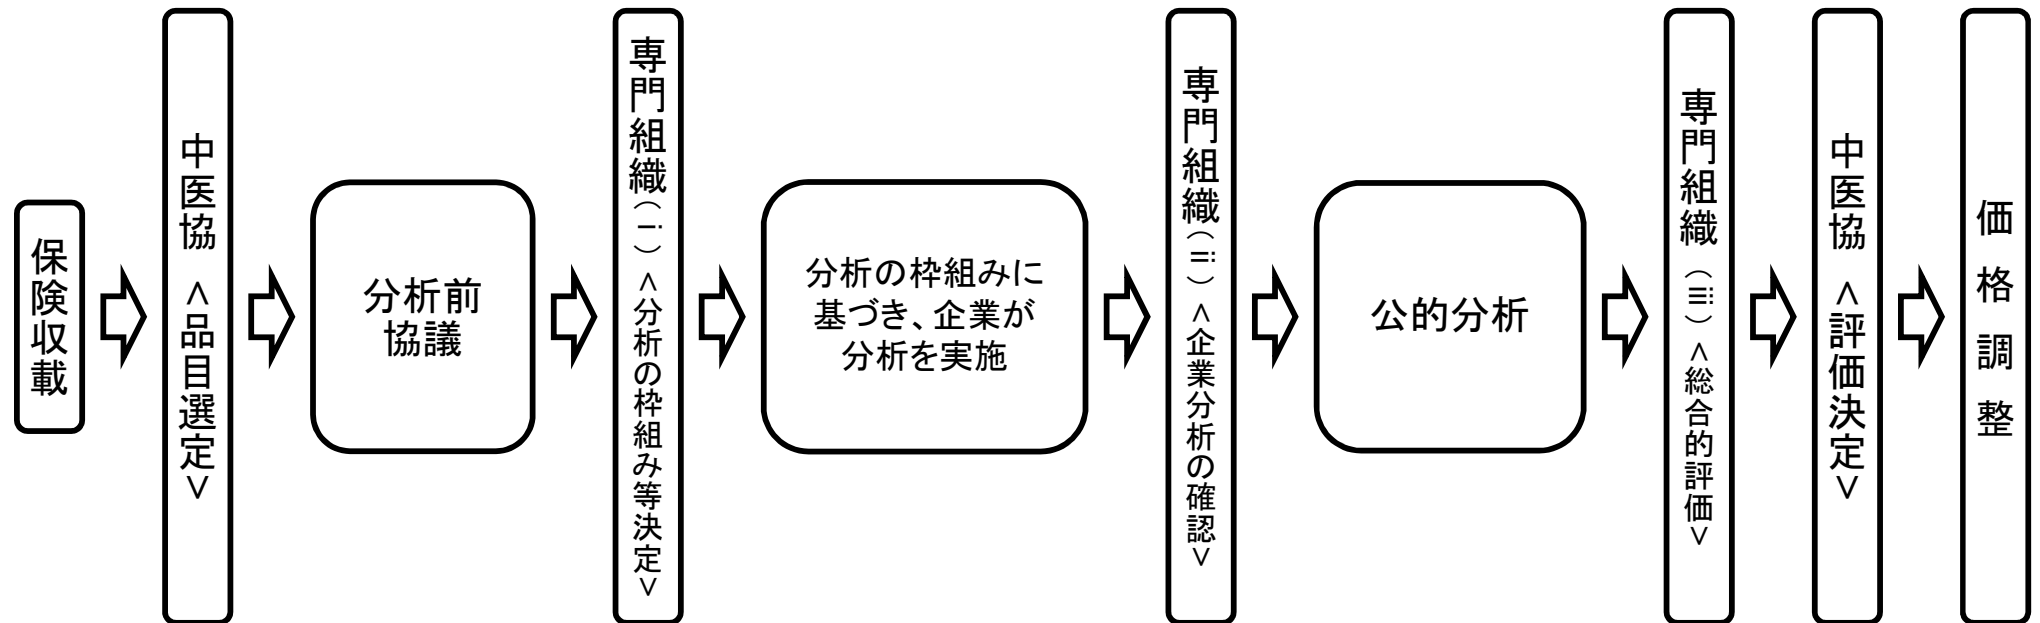 保険収載
中医協 <品目選定>
分析前
協議
専門組織(i)<分析の枠組み等決定>
分析の枠組みに
基づき、企業が
分析を実施
専門組織(ii)<企業分析の確認>
公的分析
専門組織(iii)<総合的評価>
中医協 <評価決定>
価格調整